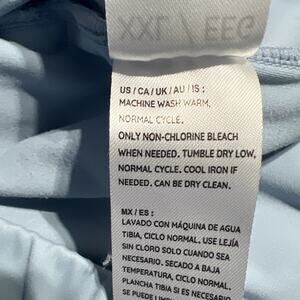 US / CA / UK / AU / IS :
MACHINE WASH WARM,
NORMAL CYCLE.
ONLY NON-CHLORINE BLEACH
WHEN NEEDED. TUMBLE DRY LOW,
NORMAL CYCLE. COOL IRON IF
NEEDED. CAN BE DRY CLEAN.
MX / ES :
LAVADO CON MÁQUINA DE AGUA
TIBIA, CICLO NORMAL. USE LEJÍA
SIN CLORO SOLO CUANDO SEA
NECESARIO. SECADO A BAJA
TEMPERATURA, CICLO NORMAL.
PLANCHA TIBIA SI ES NECESARIO
SE PUEDE